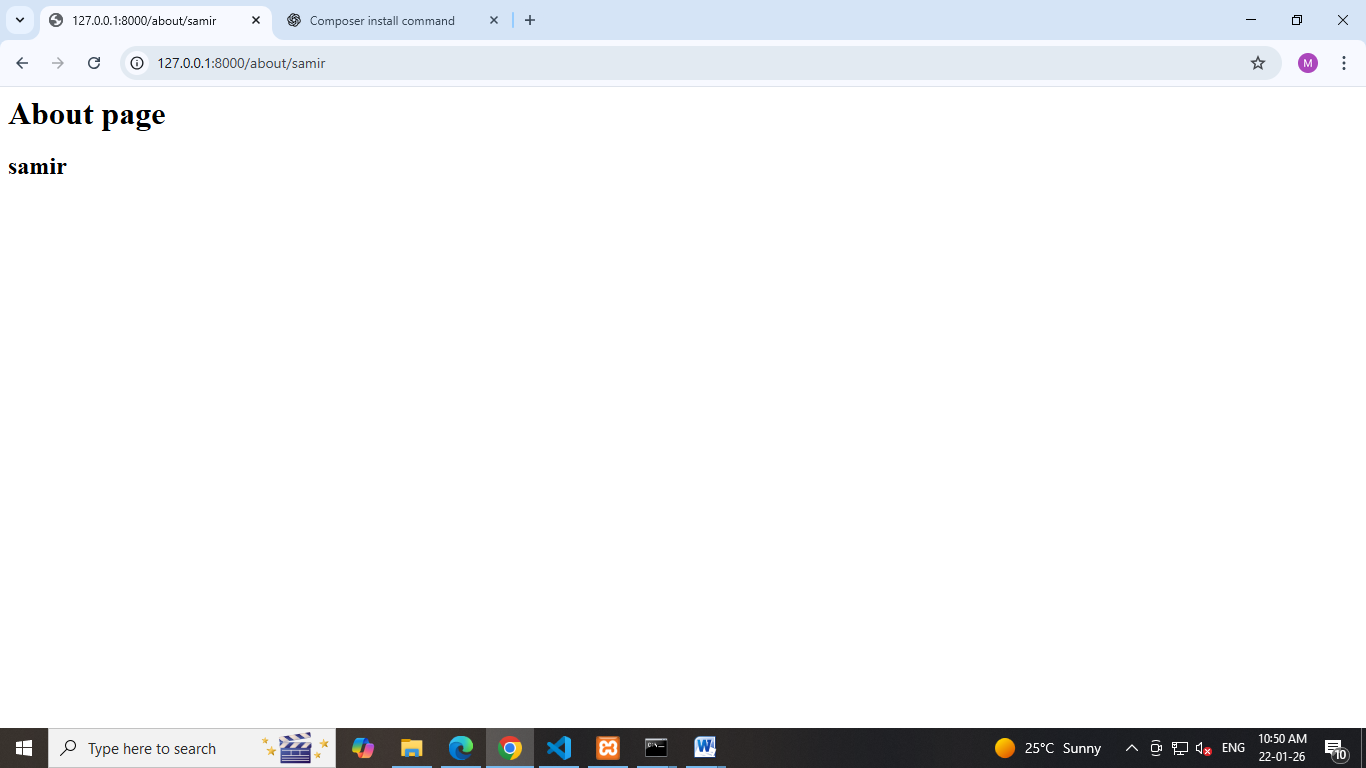 127.0.0.1:8000/about/samir
Composer install command
127.0.0.1:8000/about/samir
M
About page
samir
Type here to search
25°C Sunny
ENG
10:50 AM
22-01-26
10